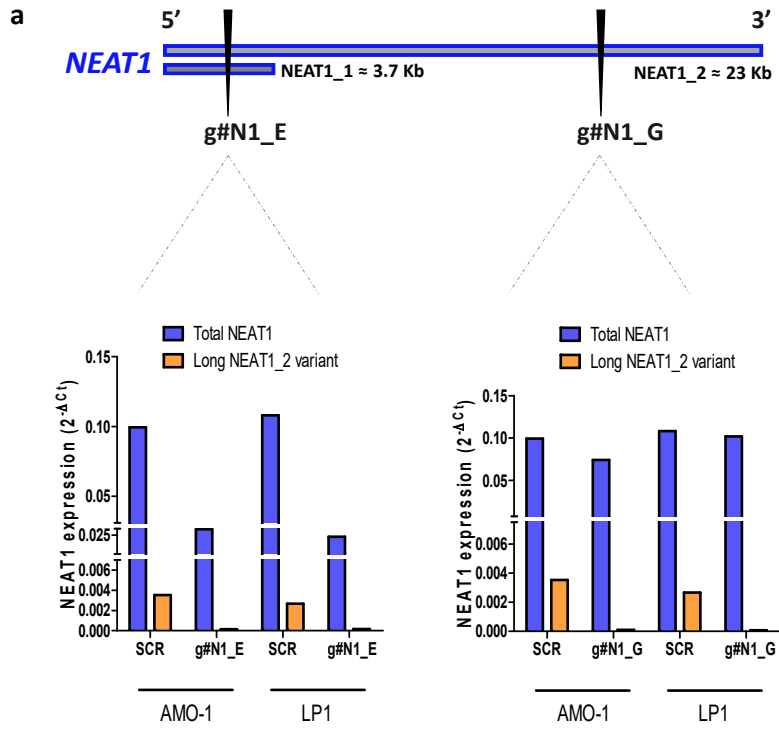 a
5’ 3’
NEAT1
NEAT1_1 ≈ 3.7 Kb NEAT1_2 ≈ 23 Kb
g#N1_E g#N1_G
Total NEAT1
Long NEAT1_2 variant
NEAT1 expression (2^-ΔCt)
0.15
0.10
0.05
0.025
0.004
0.002
0.000
SCR g#N1_E SCR g#N1_E
AMO-1 LP1
Total NEAT1
Long NEAT1_2 variant
NEAT1 expression (2^-ΔCt)
0.15
0.10
0.05
0.006
0.004
0.002
0.000
SCR g#N1_G SCR g#N1_G
AMO-1 LP1